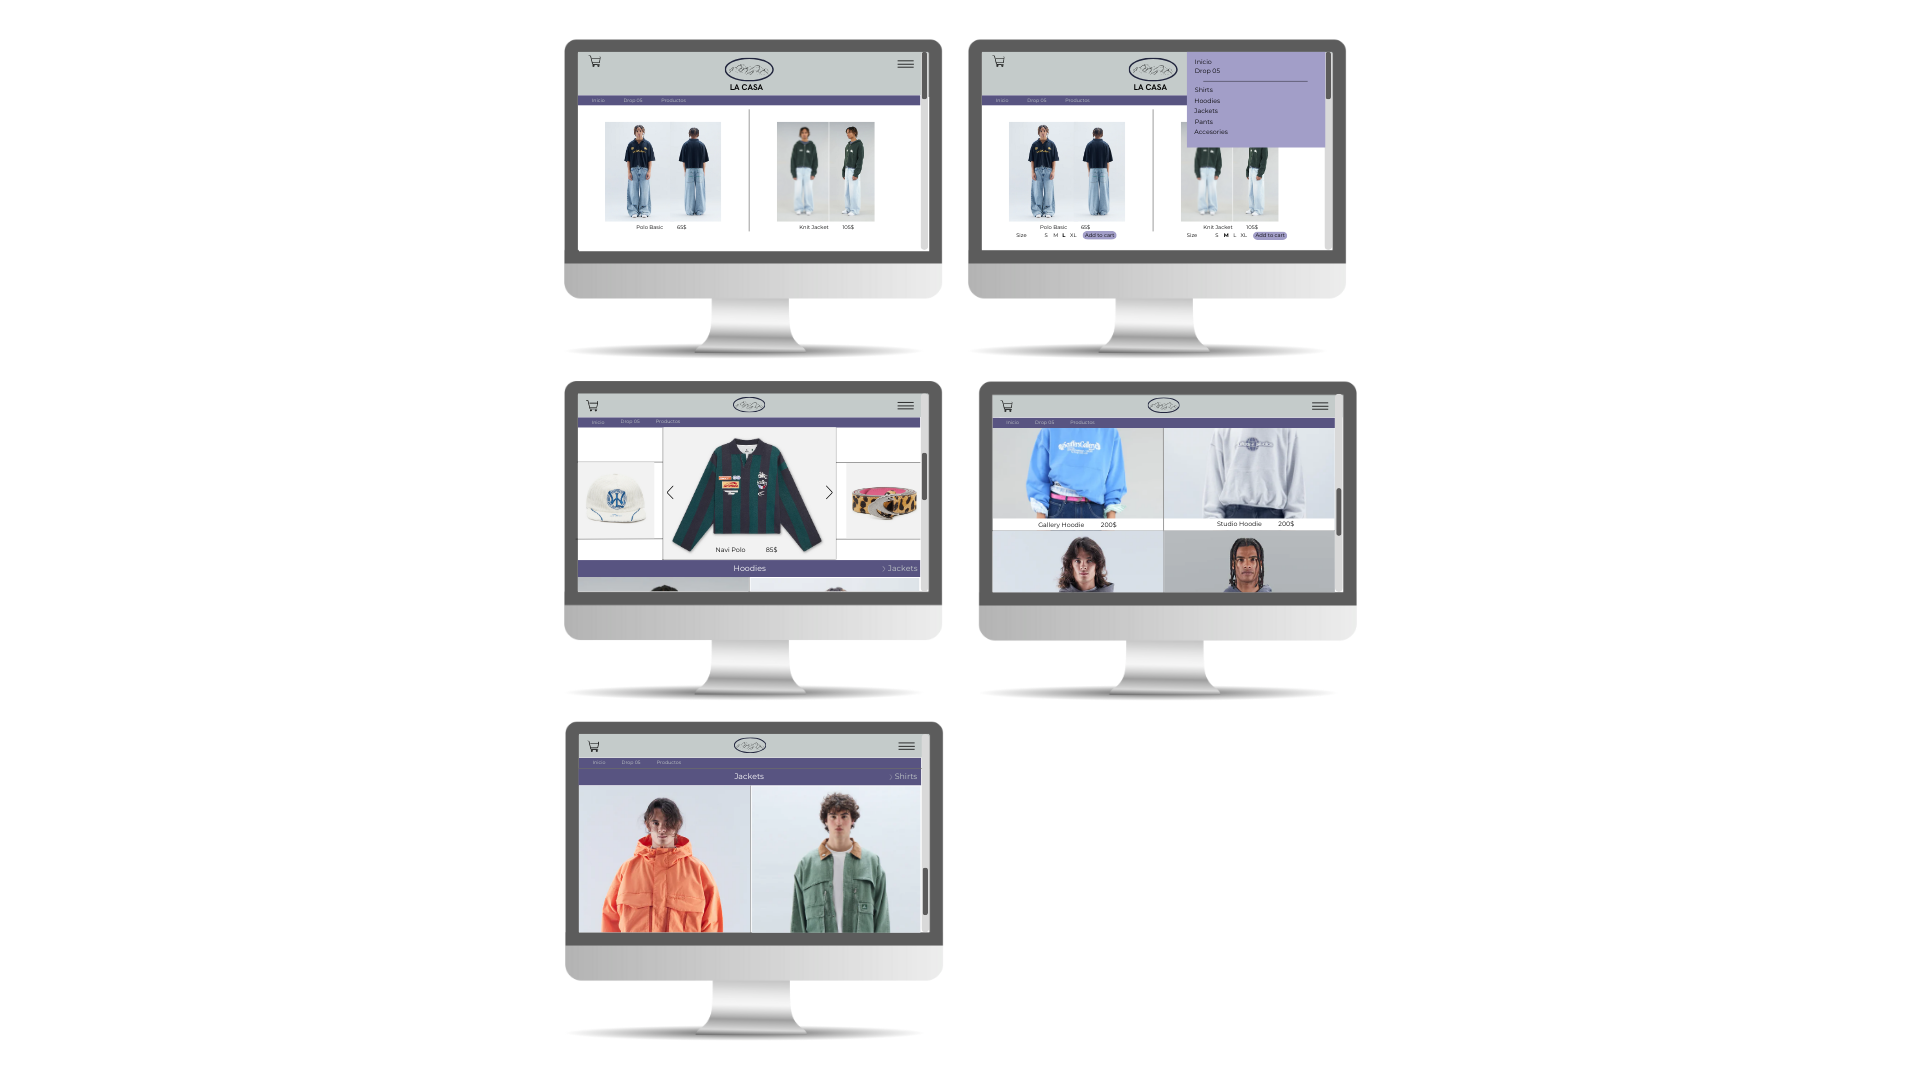 LA CASA
Inicio Drop 05 Productos
Polo Basic 65$
Knit Jacket 105$
LA CASA
Inicio
Drop 05
Shirts
Hoodies
Jackets
Pants
Accesories
Inicio Drop 05 Productos
Polo Basic 65$
Size S M L XL Add to cart
Knit Jacket 105$
Size S M L XL Add to cart
Inicio Drop 05 Productos
Navi Polo 85$
Hoodies
Jackets
Inicio Drop 05 Productos
Gallery Hoodie 200$
Studio Hoodie 200$
Inicio Drop 05 Productos
Jackets
Shirts